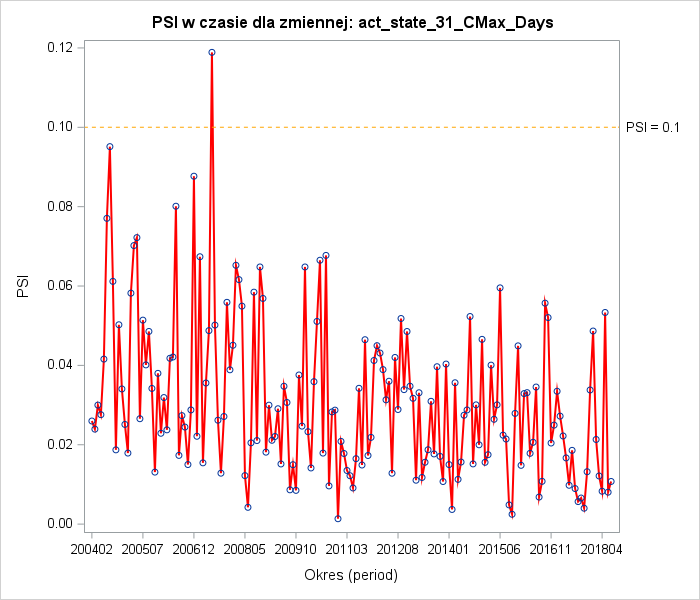 PSI w czasie dla zmiennej: act_state_31_CMax_Days
0.12
0.10
PSI = 0.1
0.08
0.06
0.04
0.02
0.00
PSI
200402 200507 200612 200805 200910 201103 201208 201401 201506 201611 201804
Okres (period)